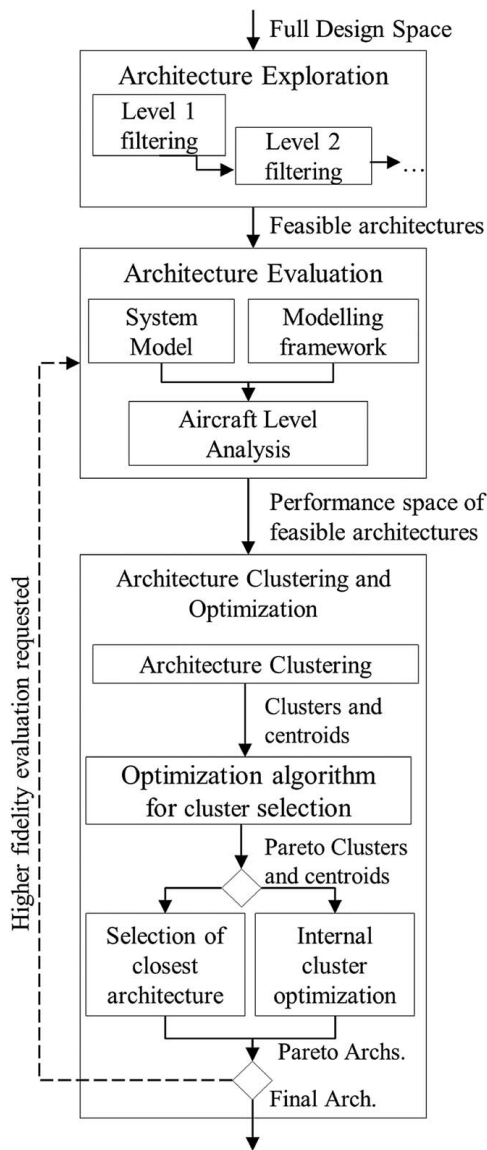 Full Design Space
Architecture Exploration
Level 1
filtering
Level 2
filtering
...
Feasible architectures
Architecture Evaluation
System
Model
Modelling
framework
Aircraft Level
Analysis
Performance space of
feasible architectures
Architecture Clustering and
Optimization
Architecture Clustering
Clusters and
centroids
Optimization algorithm
for cluster selection
Pareto Clusters
and centroids
Selection of
closest
architecture
Internal
cluster
optimization
Pareto Archs.
Final Arch.
Higher fidelity evaluation requested